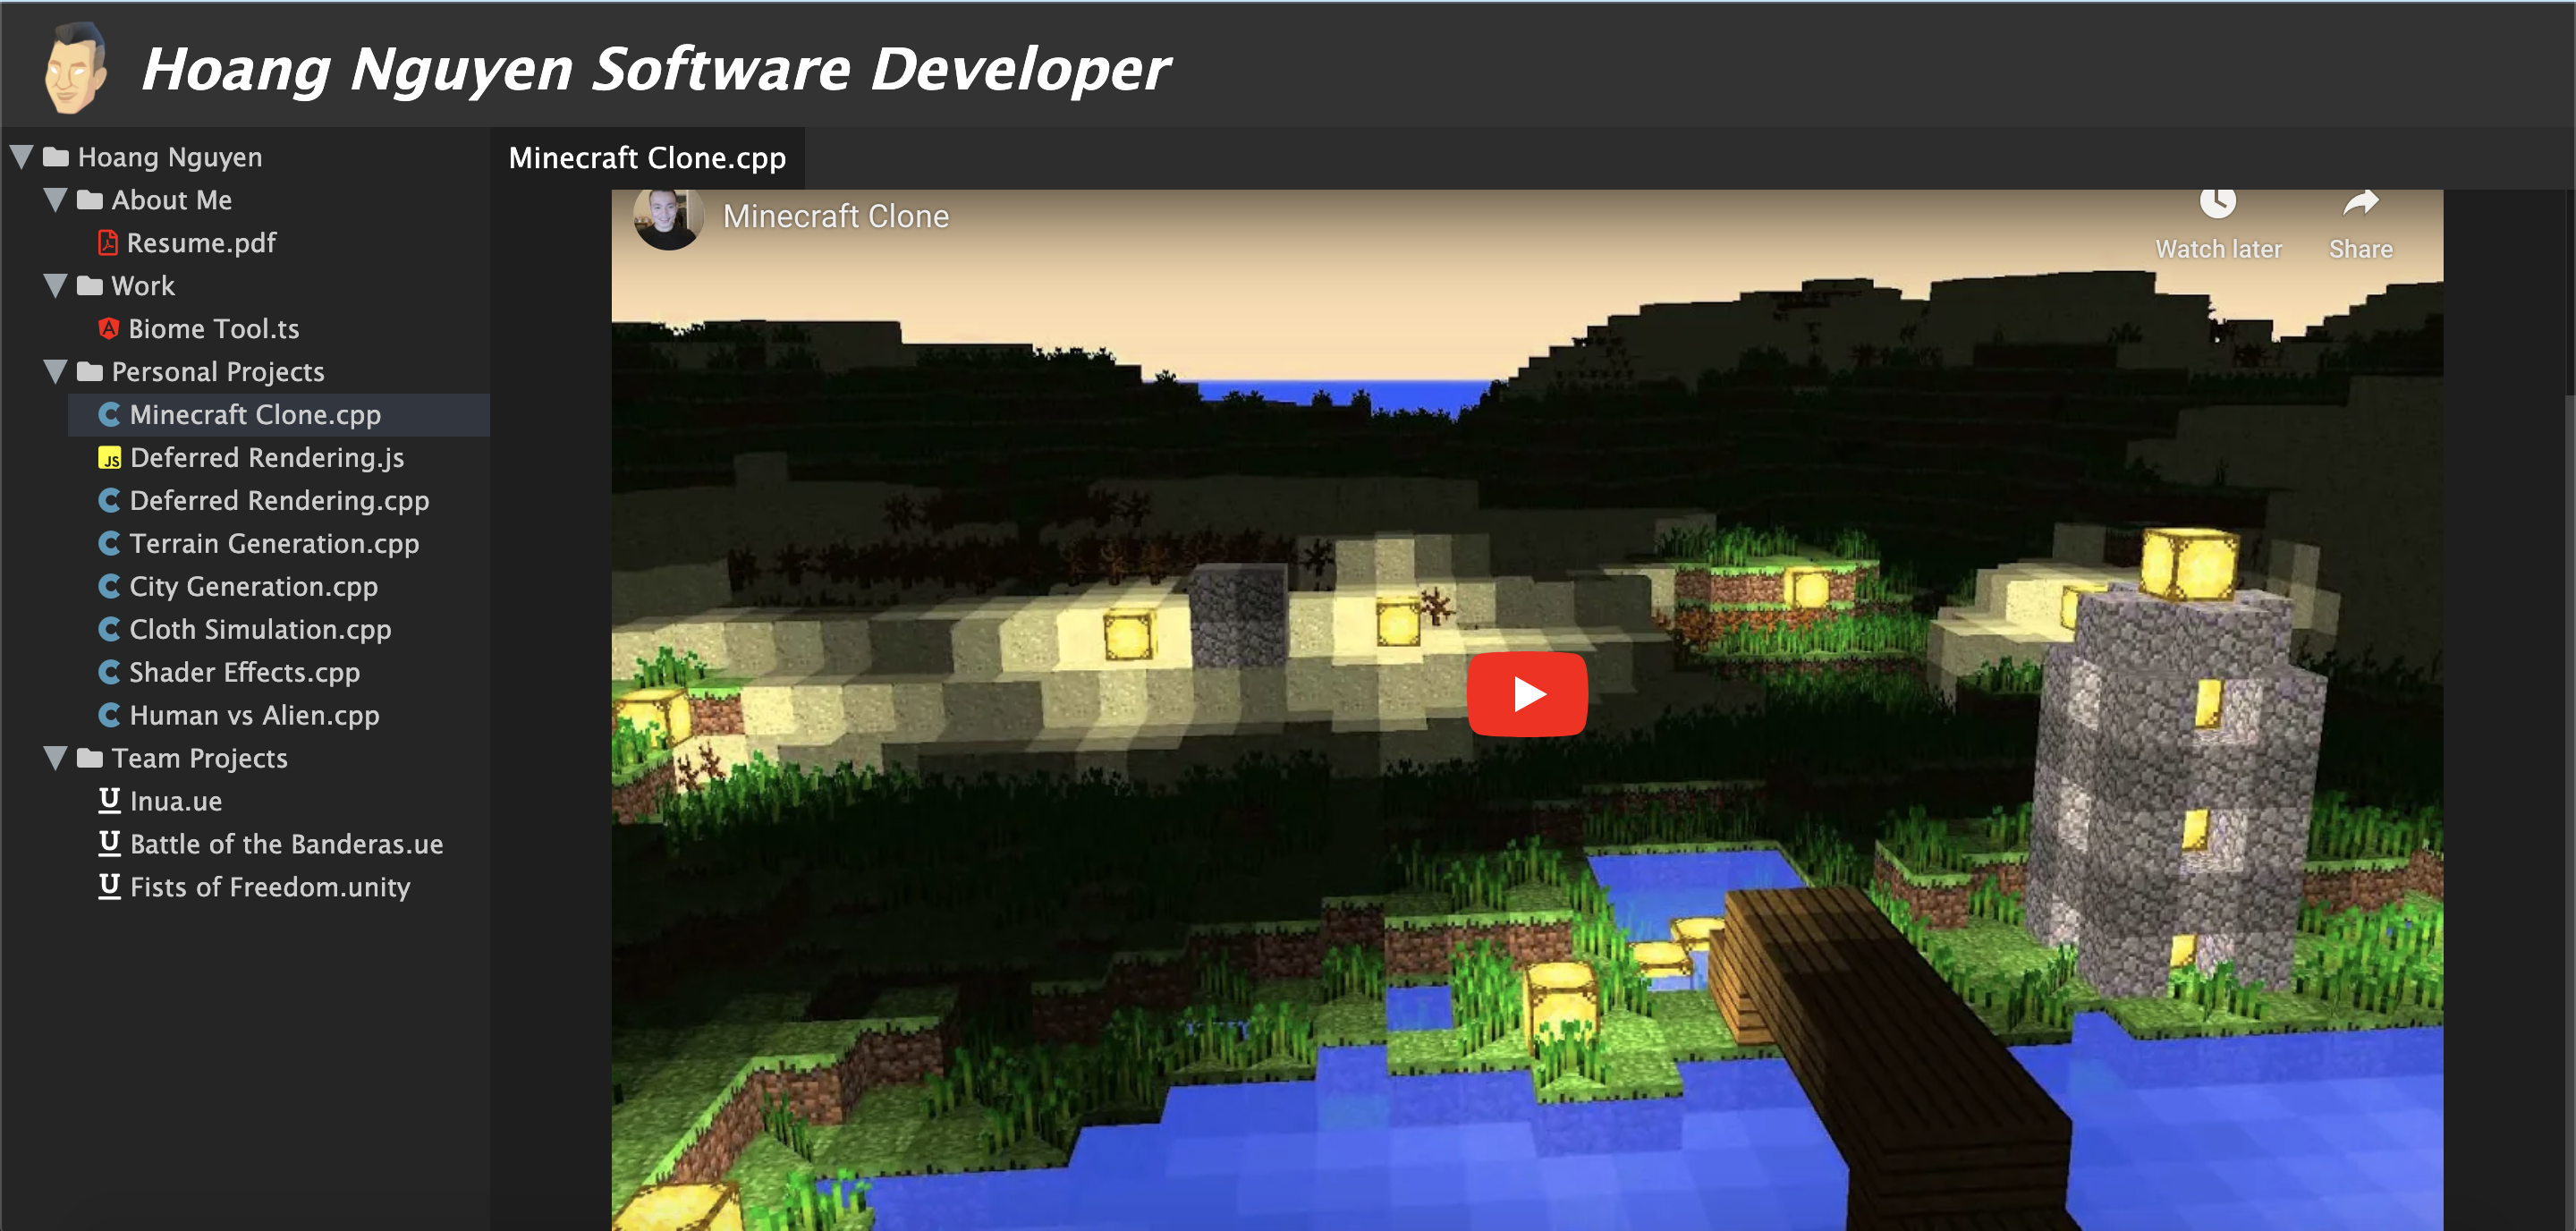 Hoang Nguyen Software Developer
Hoang Nguyen
About Me
Resume.pdf
Work
Biome Tool.ts
Personal Projects
Minecraft Clone.cpp
JS Deferred Rendering.js
Deferred Rendering.cpp
Terrain Generation.cpp
City Generation.cpp
Cloth Simulation.cpp
Shader Effects.cpp
Human vs Alien.cpp
Team Projects
Inua.ue
Battle of the Banderas.ue
Fists of Freedom.unity
Minecraft Clone.cpp
Minecraft Clone
Watch later
Share